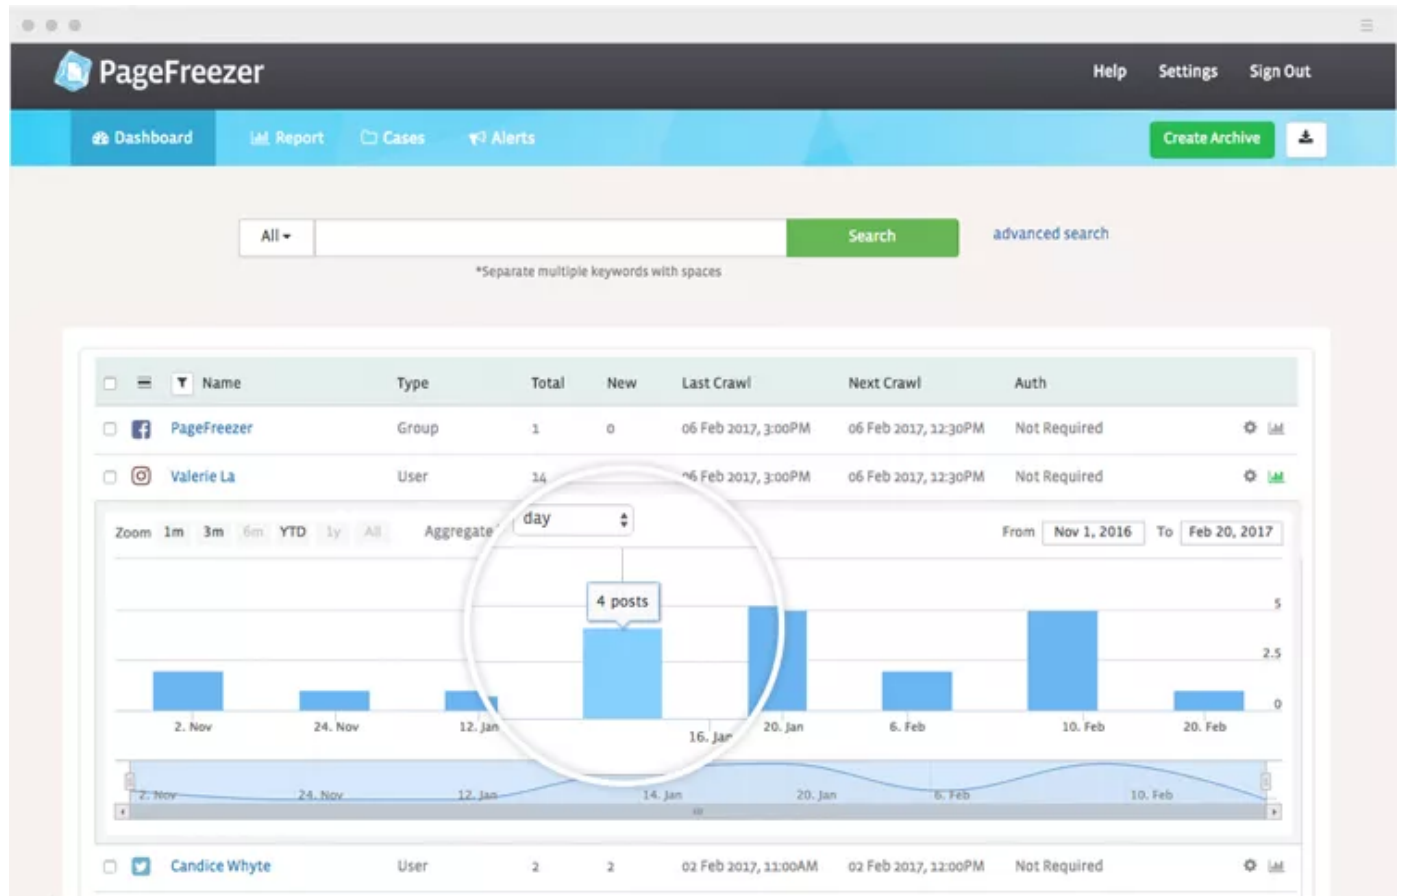 PageFreezer
Help Settings Sign Out
Dashboard Report Cases Alerts Create Archive
All Search advanced search
*Separate multiple keywords with spaces
Name Type Total New Last Crawl Next Crawl Auth
PageFreezer Group 1 0 06 Feb 2017, 3:00PM 06 Feb 2017, 12:30PM Not Required
Valerie La User 14 06 Feb 2017, 3:00PM 06 Feb 2017, 12:30PM Not Required
Zoom 1m 3m 6m YTD 1y All Aggregate day From Nov 1, 2016 To Feb 20, 2017
4 posts
5
2.5
0
2. Nov 24. Nov 12. Jan 16. Jan 20. Jan 6. Feb 10. Feb 20. Feb
2. Nov 24. Nov 12. Jan 14. Jan 20. Jan 6. Feb 10. Feb
Candice Whyte User 2 2 02 Feb 2017, 11:00AM 02 Feb 2017, 12:00PM Not Required